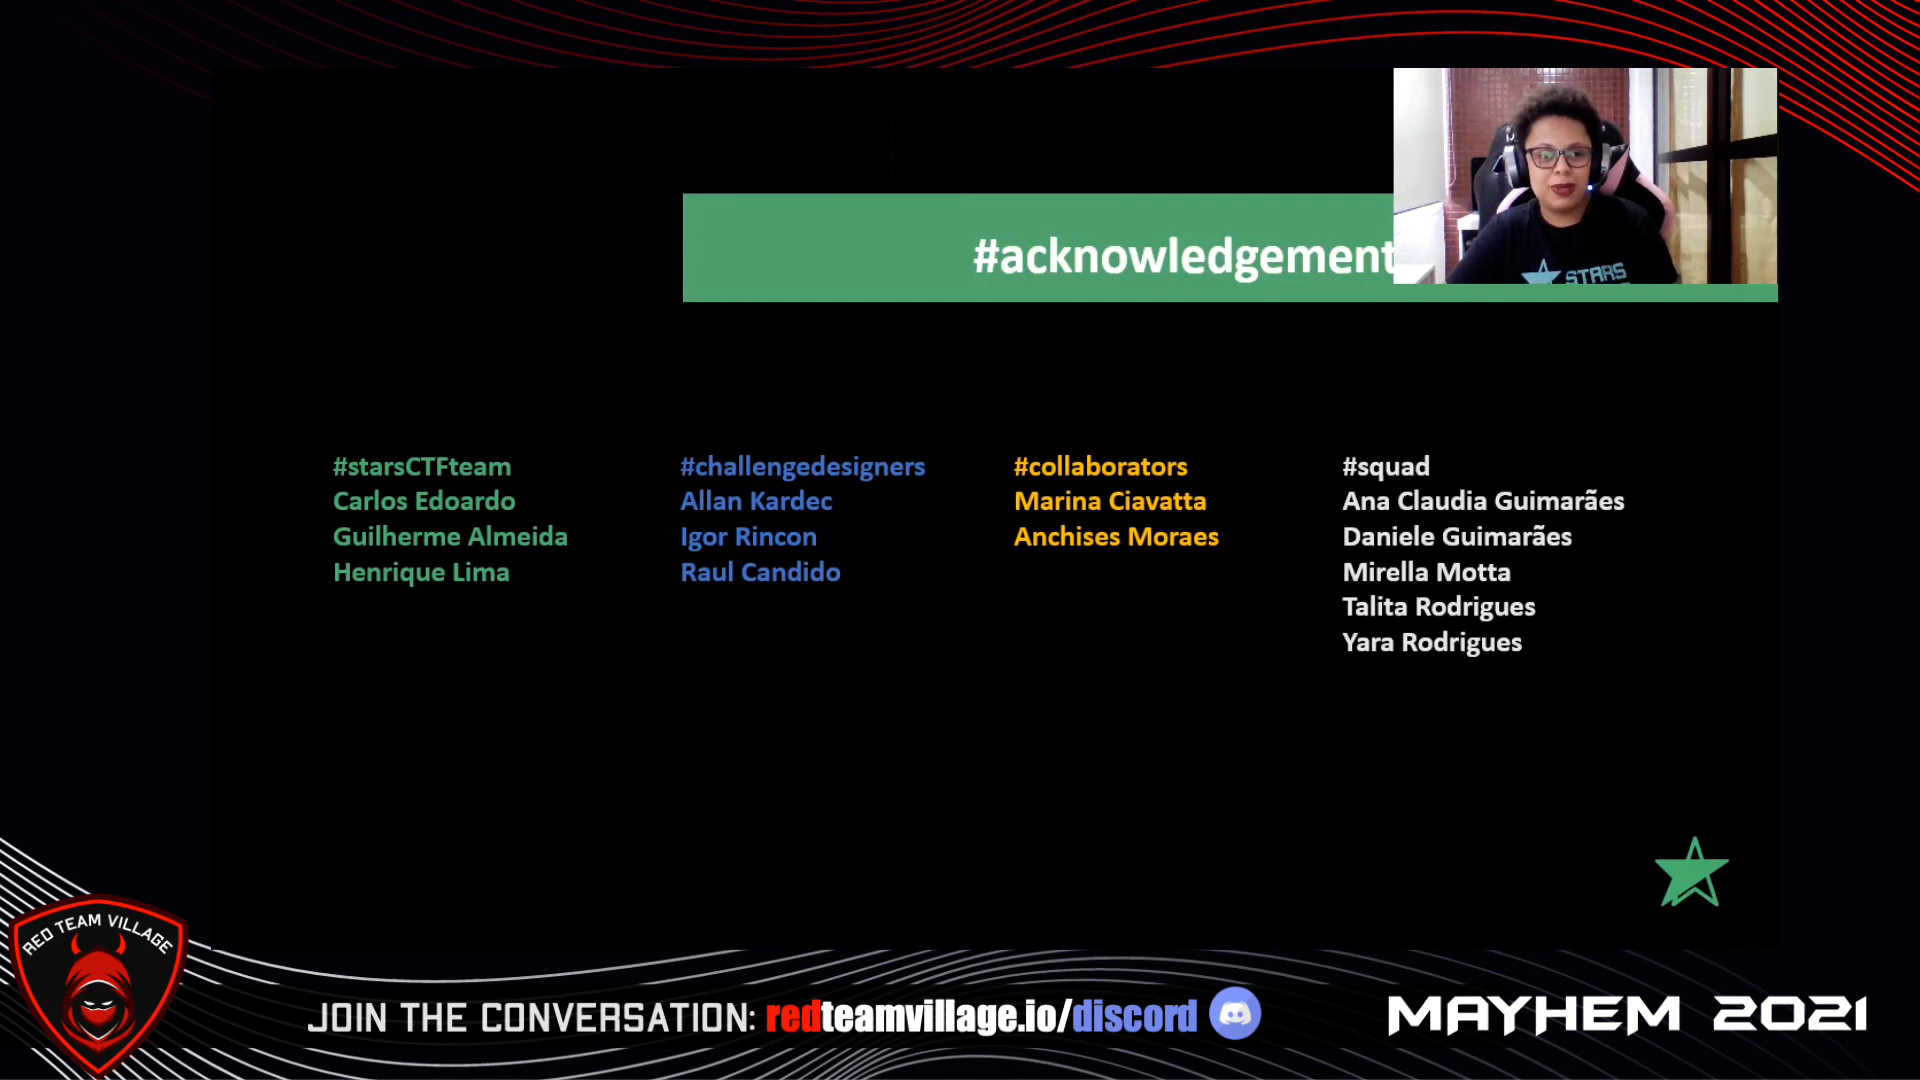 #acknowledgement
STARS
#starsCTFteam
Carlos Edoardo
Guilherme Almeida
Henrique Lima
#challengedesigners
Allan Kardec
Igor Rincon
Raul Candido
#collaborators
Marina Ciavatta
Anchises Moraes
#squad
Ana Claudia Guimarães
Daniele Guimarães
Mirella Motta
Talita Rodrigues
Yara Rodrigues
RED TEAM VILLAGE
JOIN THE CONVERSATION: redteamvillage.io/discord
MAYHEM 2021